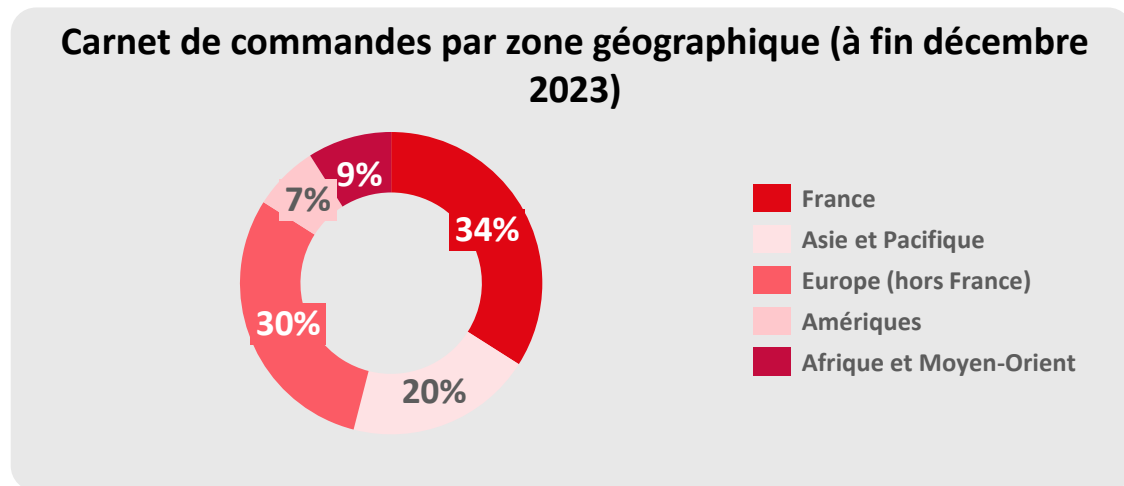 Carnet de commandes par zone géographique (à fin décembre
2023)
9%
7%
34%
30%
20%
France
Asie et Pacifique
Europe (hors France)
Amériques
Afrique et Moyen-Orient